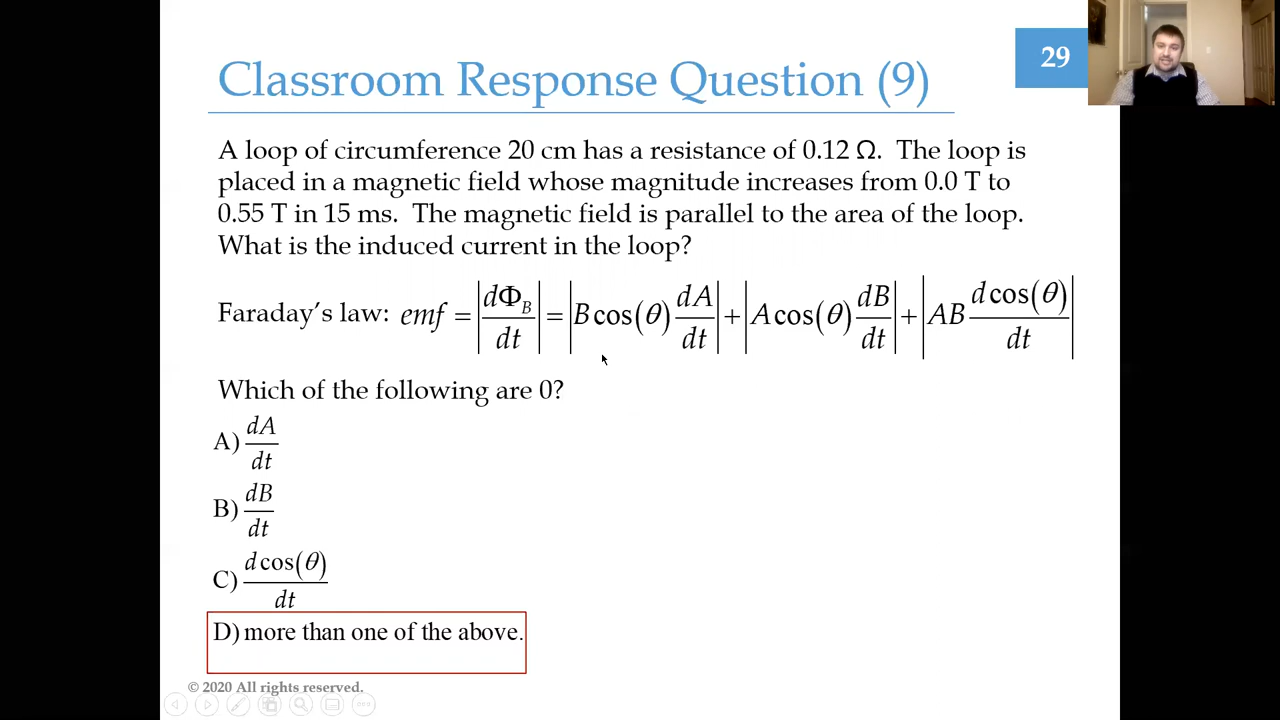 Classroom Response Question (9)
29
A loop of circumference 20 cm has a resistance of 0.12 Ω. The loop is
placed in a magnetic field whose magnitude increases from 0.0 T to
0.55 T in 15 ms. The magnetic field is parallel to the area of the loop.
What is the induced current in the loop?
Faraday's law: emf = |dΦ_B/dt| = |B cos(θ) dA/dt| + |A cos(θ) dB/dt| + |AB d cos(θ)/dt|
Which of the following are 0?
A) dA/dt
B) dB/dt
C) d cos(θ)/dt
D) more than one of the above.
© 2020 All rights reserved.